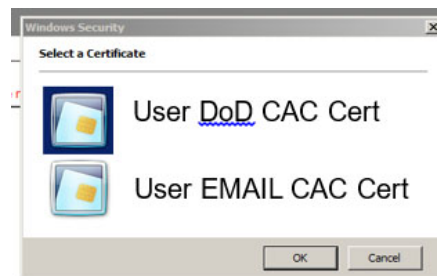 Windows Security
Select a Certificate
User DoD CAC Cert
User EMAIL CAC Cert
OK Cancel